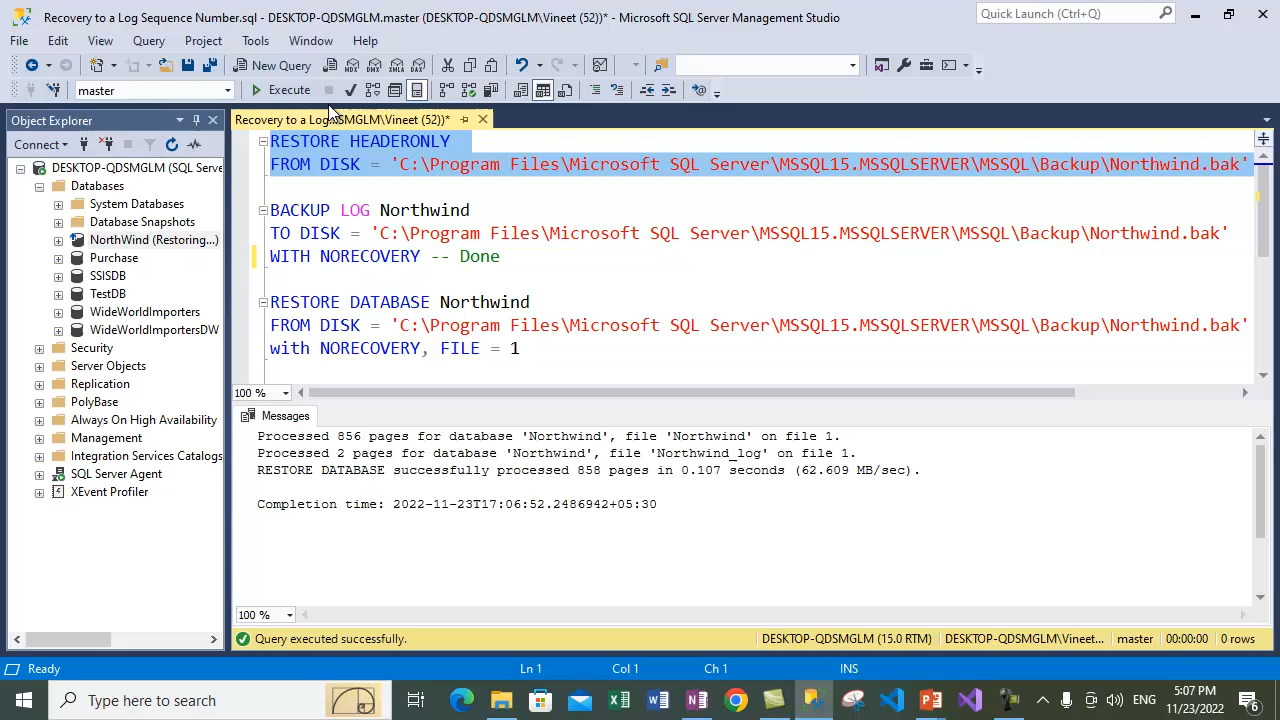 Recovery to a Log Sequence Number.sql - DESKTOP-QDSMGLM.master (DESKTOP-QDSMGLM\Vineet (52))* - Microsoft SQL Server Management Studio
Quick Launch (Ctrl+Q)
File Edit View Query Project Tools Window Help
New Query
MDX DMX XMLA DAX
master
Execute
Object Explorer
Recovery to a Log...SMGLM\Vineet (52))*
Connect
DESKTOP-QDSMGLM (SQL Serve
Databases
System Databases
Database Snapshots
NorthWind (Restoring...)
Purchase
SSISDB
TestDB
WideWorldImporters
WideWorldImportersDW
Security
Server Objects
Replication
PolyBase
Always On High Availability
Management
Integration Services Catalogs
SQL Server Agent
XEvent Profiler
RESTORE HEADERONLY
FROM DISK = 'C:\Program Files\Microsoft SQL Server\MSSQL15.MSSQLSERVER\MSSQL\Backup\Northwind.bak'
BACKUP LOG Northwind
TO DISK = 'C:\Program Files\Microsoft SQL Server\MSSQL15.MSSQLSERVER\MSSQL\Backup\Northwind.bak'
WITH NORECOVERY -- Done
RESTORE DATABASE Northwind
FROM DISK = 'C:\Program Files\Microsoft SQL Server\MSSQL15.MSSQLSERVER\MSSQL\Backup\Northwind.bak'
with NORECOVERY, FILE = 1
100 %
Messages
Processed 856 pages for database 'Northwind', file 'Northwind' on file 1.
Processed 2 pages for database 'Northwind', file 'Northwind_log' on file 1.
RESTORE DATABASE successfully processed 858 pages in 0.107 seconds (62.609 MB/sec).
Completion time: 2022-11-23T17:06:52.2486942+05:30
100 %
Query executed successfully.
DESKTOP-QDSMGLM (15.0 RTM)
DESKTOP-QDSMGLM\Vineet...
master
00:00:00
0 rows
Ready
Ln 1
Col 1
Ch 1
INS
Type here to search
ENG
5:07 PM
11/23/2022
6